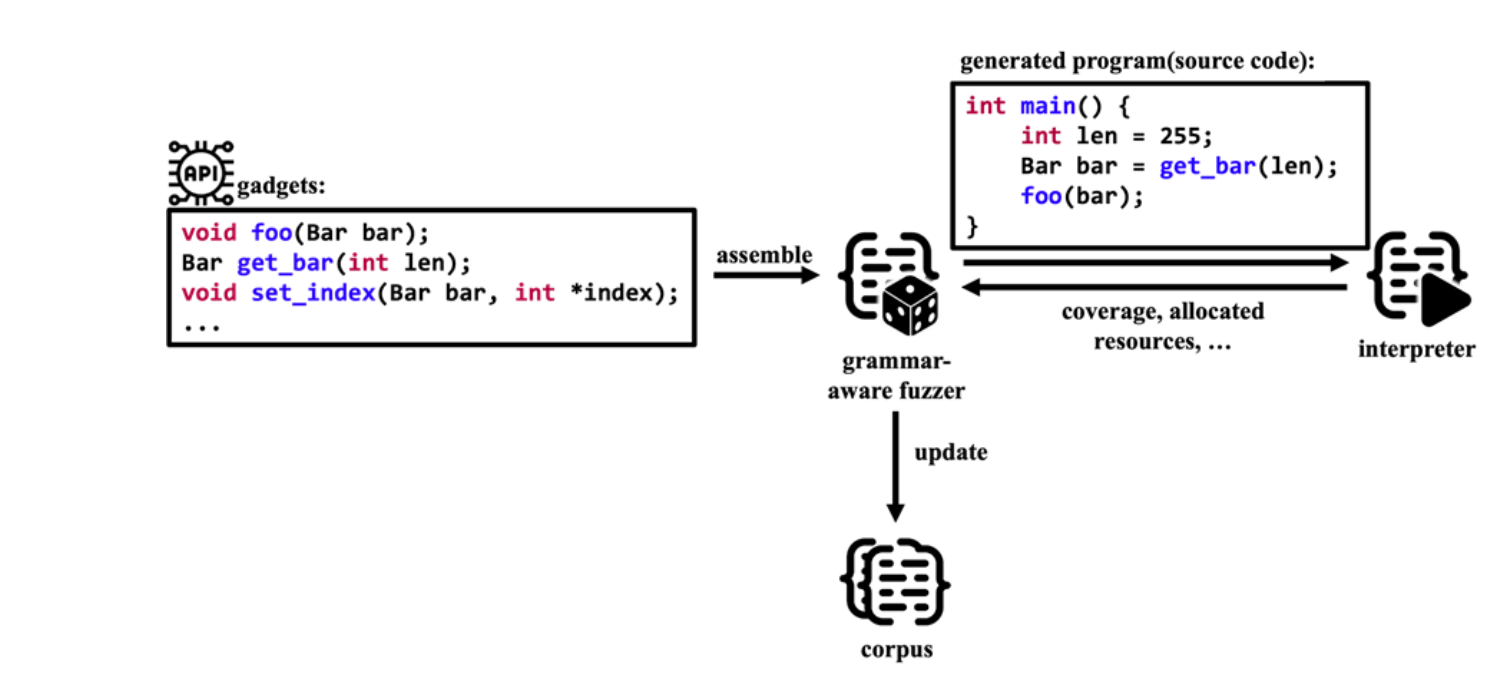 generated program(source code):
int main() {
    int len = 255;
    Bar bar = get_bar(len);
    foo(bar);
}
API
gadgets:
void foo(Bar bar);
Bar get_bar(int len);
void set_index(Bar bar, int *index);
...
assemble
grammar-
aware fuzzer
coverage, allocated
resources, ...
interpreter
update
corpus